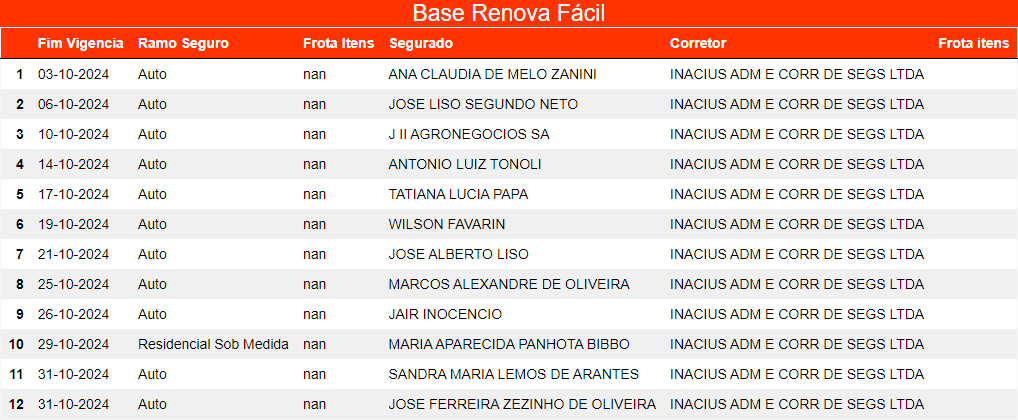 Base Renova Fácil
Fim Vigencia Ramo Seguro Frota Itens Segurado Corretor Frota itens
1 03-10-2024 Auto nan ANA CLAUDIA DE MELO ZANINI INACIUS ADM E CORR DE SEGS LTDA
2 06-10-2024 Auto nan JOSE LISO SEGUNDO NETO INACIUS ADM E CORR DE SEGS LTDA
3 10-10-2024 Auto nan J II AGRONEGOCIOS SA INACIUS ADM E CORR DE SEGS LTDA
4 14-10-2024 Auto nan ANTONIO LUIZ TONOLI INACIUS ADM E CORR DE SEGS LTDA
5 17-10-2024 Auto nan TATIANA LUCIA PAPA INACIUS ADM E CORR DE SEGS LTDA
6 19-10-2024 Auto nan WILSON FAVARIN INACIUS ADM E CORR DE SEGS LTDA
7 21-10-2024 Auto nan JOSE ALBERTO LISO INACIUS ADM E CORR DE SEGS LTDA
8 25-10-2024 Auto nan MARCOS ALEXANDRE DE OLIVEIRA INACIUS ADM E CORR DE SEGS LTDA
9 26-10-2024 Auto nan JAIR INOCENCIO INACIUS ADM E CORR DE SEGS LTDA
10 29-10-2024 Residencial Sob Medida nan MARIA APARECIDA PANHOTA BIBBO INACIUS ADM E CORR DE SEGS LTDA
11 31-10-2024 Auto nan SANDRA MARIA LEMOS DE ARANTES INACIUS ADM E CORR DE SEGS LTDA
12 31-10-2024 Auto nan JOSE FERREIRA ZEZINHO DE OLIVEIRA INACIUS ADM E CORR DE SEGS LTDA